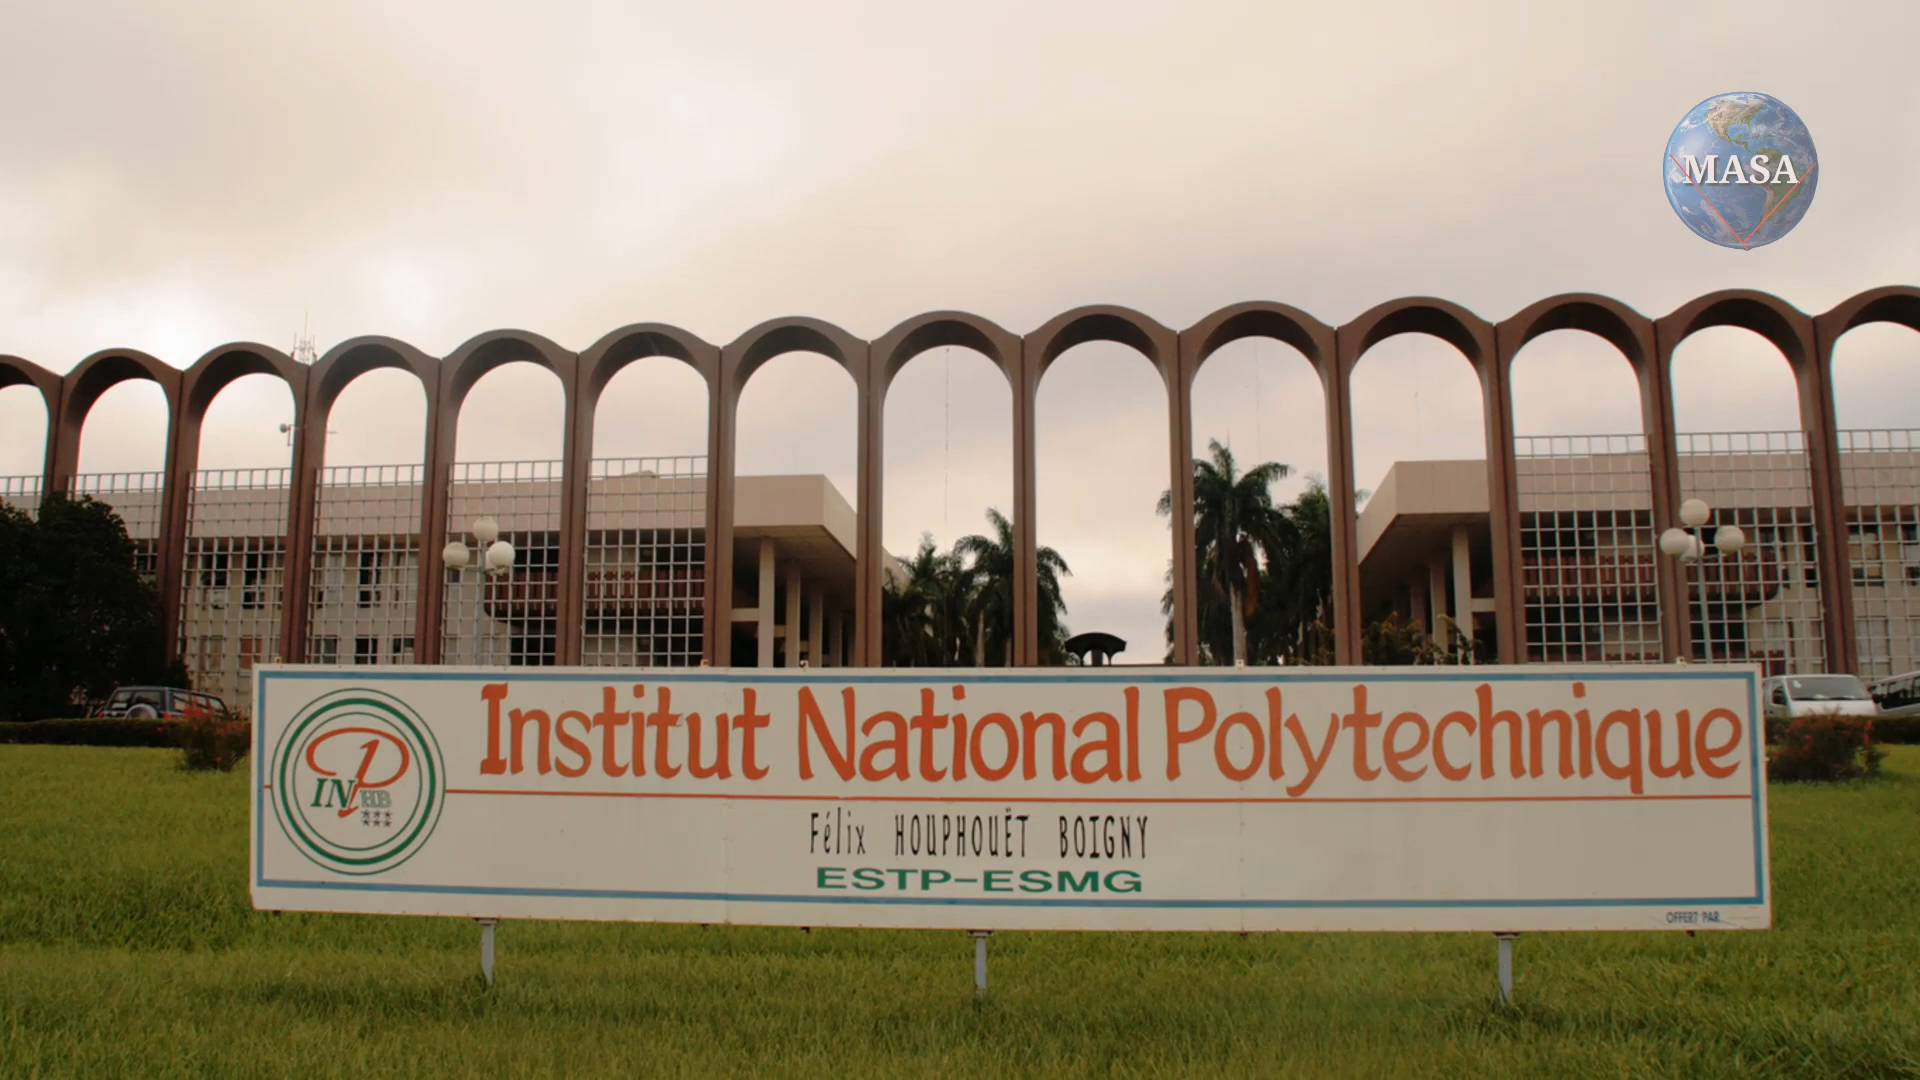 MASA
Institut National Polytechnique
INP
HB
Félix HOUPHOUËT BOIGNY
ESTP-ESMG
OFFERT PAR